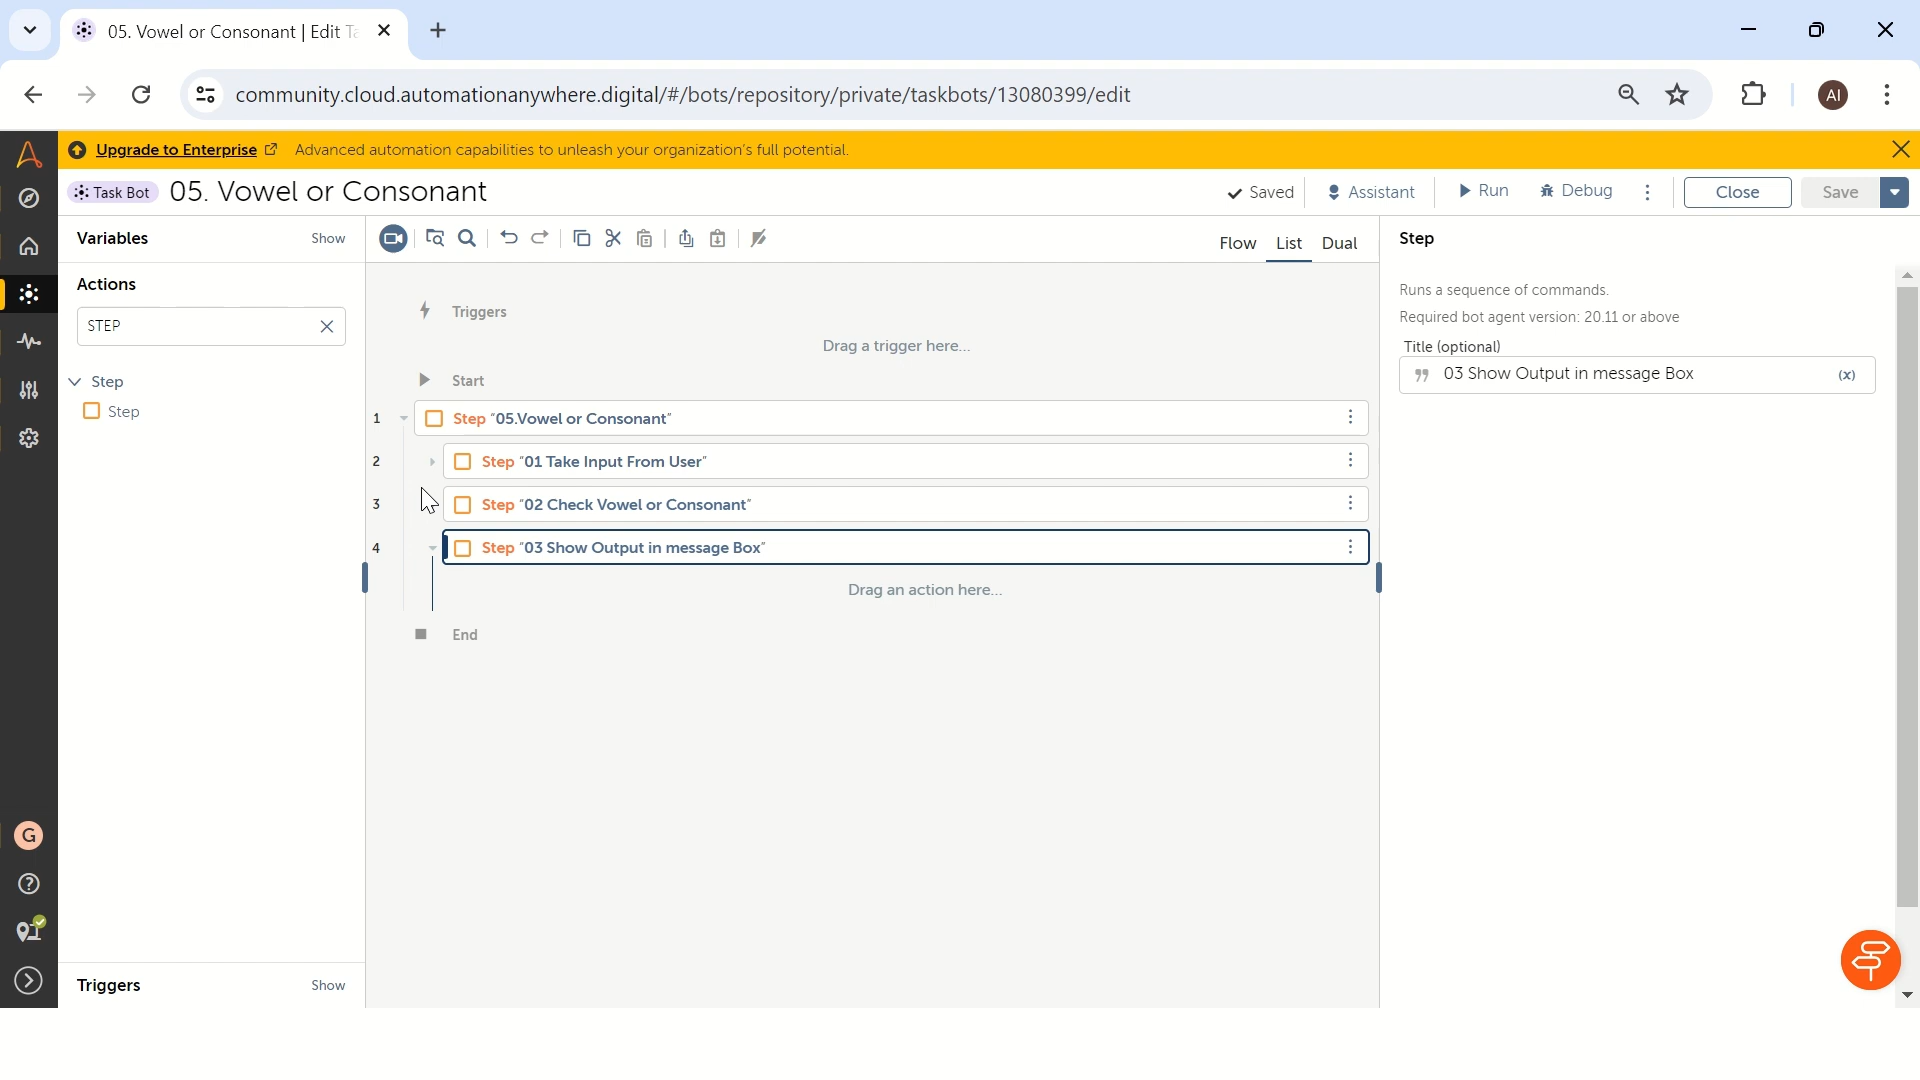 05. Vowel or Consonant | Edit Ta
community.cloud.automationanywhere.digital/#/bots/repository/private/taskbots/13080399/edit
AI
Upgrade to Enterprise Advanced automation capabilities to unleash your organization's full potential.
Task Bot 05. Vowel or Consonant
Saved Assistant Run Debug Close Save
Variables Show
Flow List Dual
Step
Actions
STEP
Step
Step
Triggers
Drag a trigger here...
Start
1 Step "05.Vowel or Consonant"
2 Step "01 Take Input From User"
3 Step "02 Check Vowel or Consonant"
4 Step "03 Show Output in message Box"
Drag an action here...
End
Runs a sequence of commands.
Required bot agent version: 20.11 or above
Title (optional)
03 Show Output in message Box (x)
G
Triggers Show